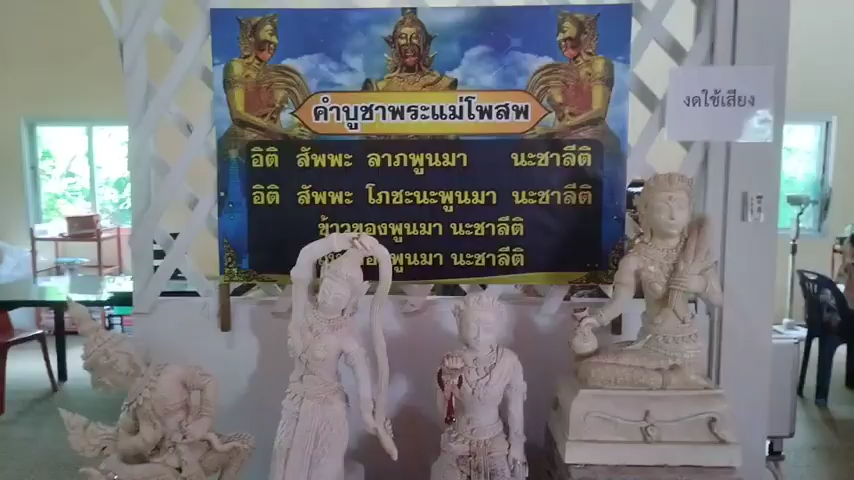 คำบูชาพระแม่โพสพ
งดใช้เสียง
อิติ สัพพะ ลาภพูนมา นะชาลีติ
อิติ สัพพะ โภชะนะพูนมา นะชาลีติ
ข้าวของพูนมา นะชาลีติ
พูนมา นะชาลีติ